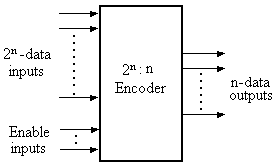 2ⁿ-data
inputs
2ⁿ: n
Encoder
n-data
outputs
Enable
inputs